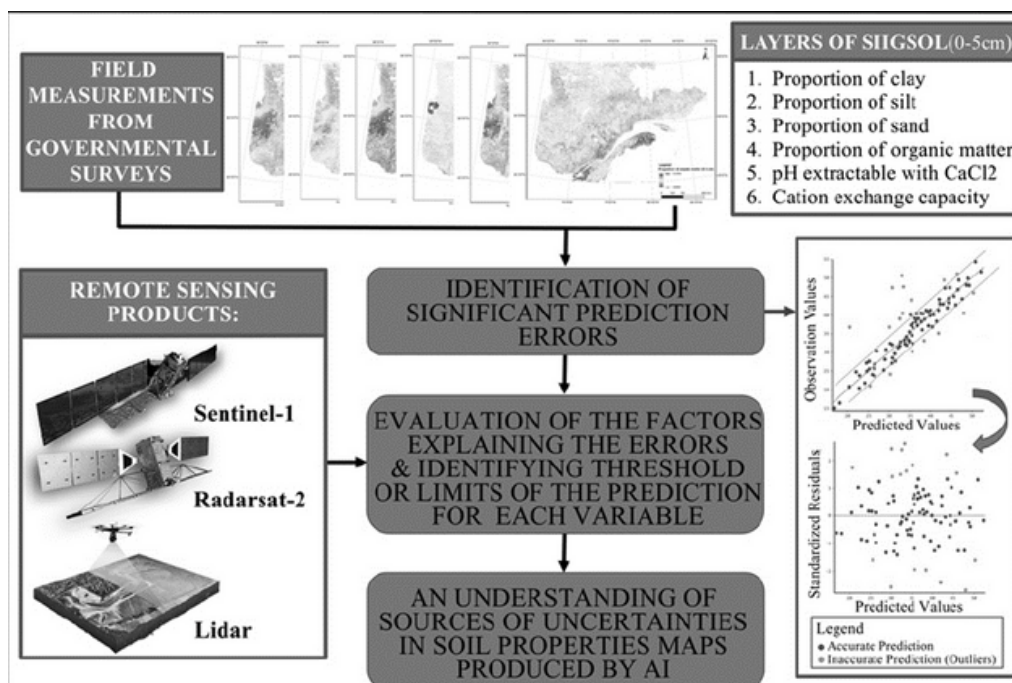 FIELD
MEASUREMENTS
FROM
GOVERNMENTAL
SURVEYS
LAYERS OF SIIGSOL(0-5cm)
1. Proportion of clay
2. Proportion of silt
3. Proportion of sand
4. Proportion of organic matter
5. pH extractable with CaCl2
6. Cation exchange capacity
REMOTE SENSING
PRODUCTS:
Sentinel-1
Radarsat-2
Lidar
IDENTIFICATION OF
SIGNIFICANT PREDICTION
ERRORS
EVALUATION OF THE FACTORS
EXPLAINING THE ERRORS
& IDENTIFYING THRESHOLD
OR LIMITS OF THE PREDICTION
FOR EACH VARIABLE
AN UNDERSTANDING OF
SOURCES OF UNCERTAINTIES
IN SOIL PROPERTIES MAPS
PRODUCED BY AI
Observation Values
Predicted Values
Standardized Residuals
Predicted Values
Legend
Accurate Prediction
Inaccurate Prediction (Outliers)